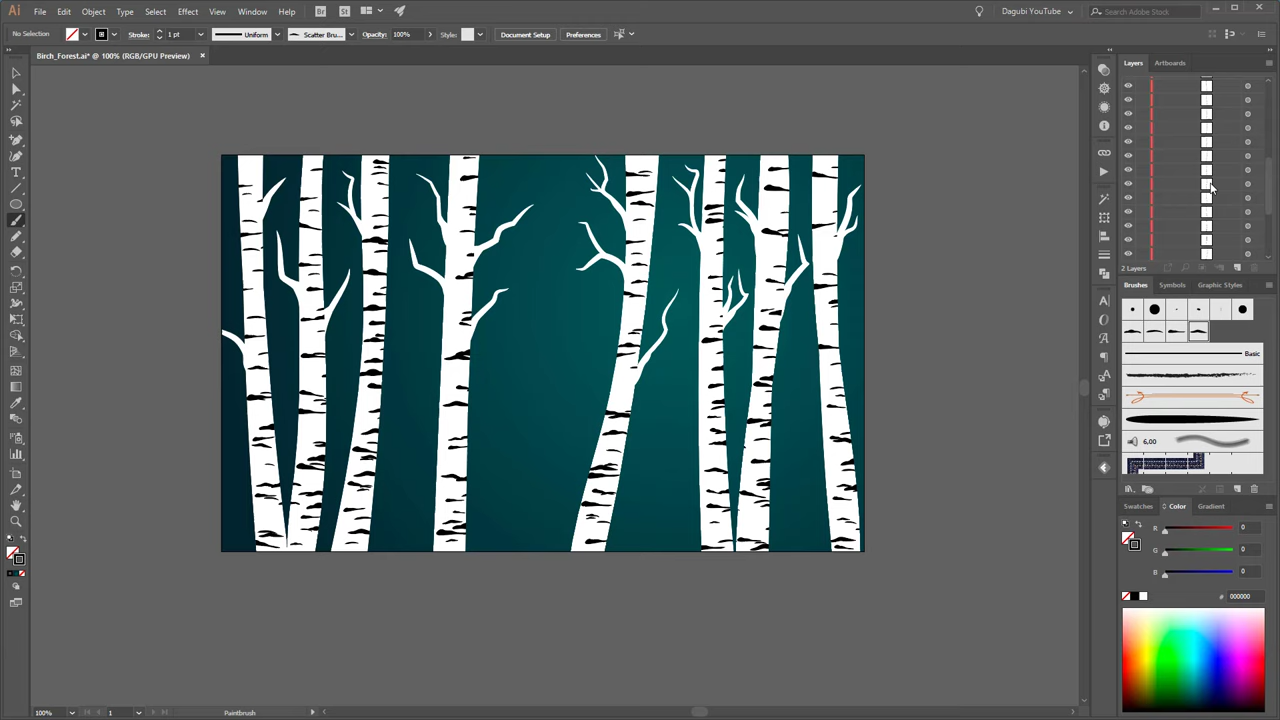 Ai File Edit Object Type Select Effect View Window Help Br St Dagubi YouTube Search Adobe Stock
No Selection Stroke: 1 pt Uniform Scatter Bru... Opacity: 100% Style: Document Setup Preferences
Birch_Forest.ai* @ 100% (RGB/GPU Preview) ×
Layers Artboards
2 Layers
Brushes Symbols Graphic Styles
Basic
6,00
Swatches Color Gradient
R 0
G 0
B 0
# 000000
100% 1 Paintbrush